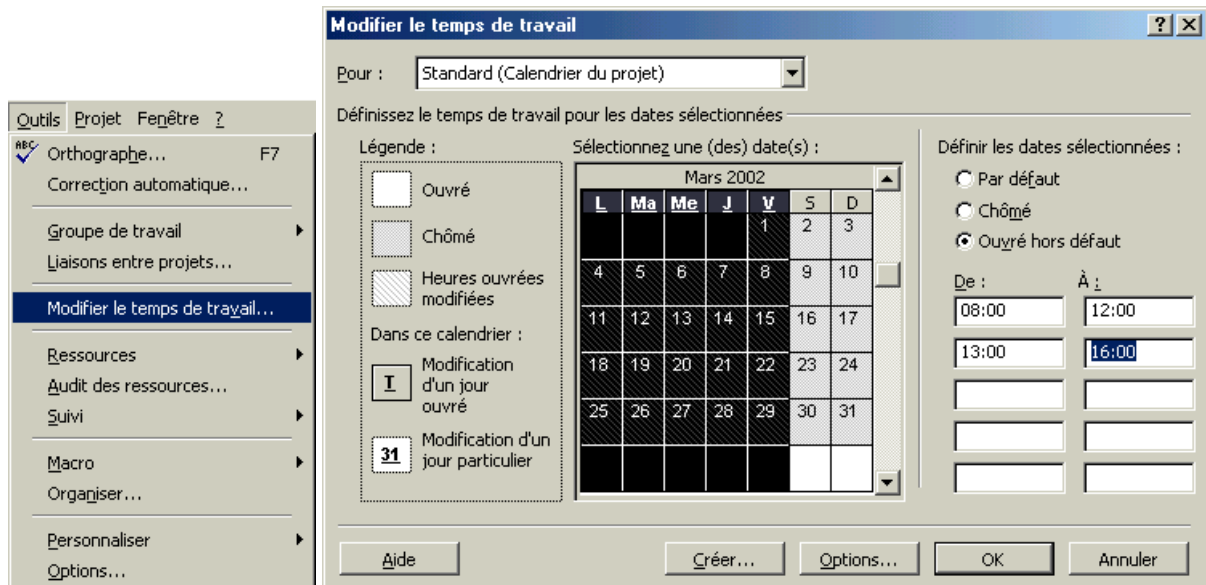 Outils Projet Fenêtre ?
ABC
Orthographe... F7
Correction automatique...
Groupe de travail
Liaisons entre projets...
Modifier le temps de travail...
Ressources
Audit des ressources...
Suivi
Macro
Organiser...
Personnaliser
Options...
Modifier le temps de travail
Pour : Standard (Calendrier du projet)
Définissez le temps de travail pour les dates sélectionnées
Légende :
Ouvré
Chômé
Heures ouvrées
modifiées
Dans ce calendrier :
T Modification
d'un jour
ouvré
31 Modification d'un
jour particulier
Sélectionnez une (des) date(s) :
Mars 2002
L Ma Me J V S D
1 2 3
4 5 6 7 8 9 10
11 12 13 14 15 16 17
18 19 20 21 22 23 24
25 26 27 28 29 30 31
Définir les dates sélectionnées :
Par défaut
Chômé
Ouvré hors défaut
De : À :
08:00 12:00
13:00 16:00
Aide Créer... Options... OK Annuler